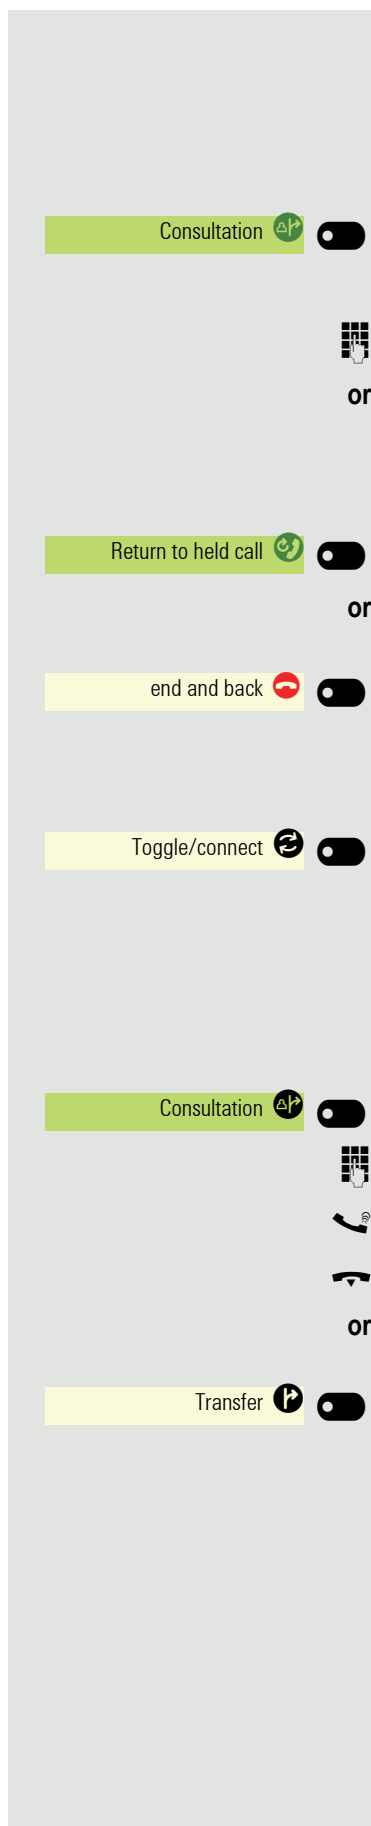 Consultation
or
Return to held call
or
end and back
Toggle/connect
Consultation
or
Transfer